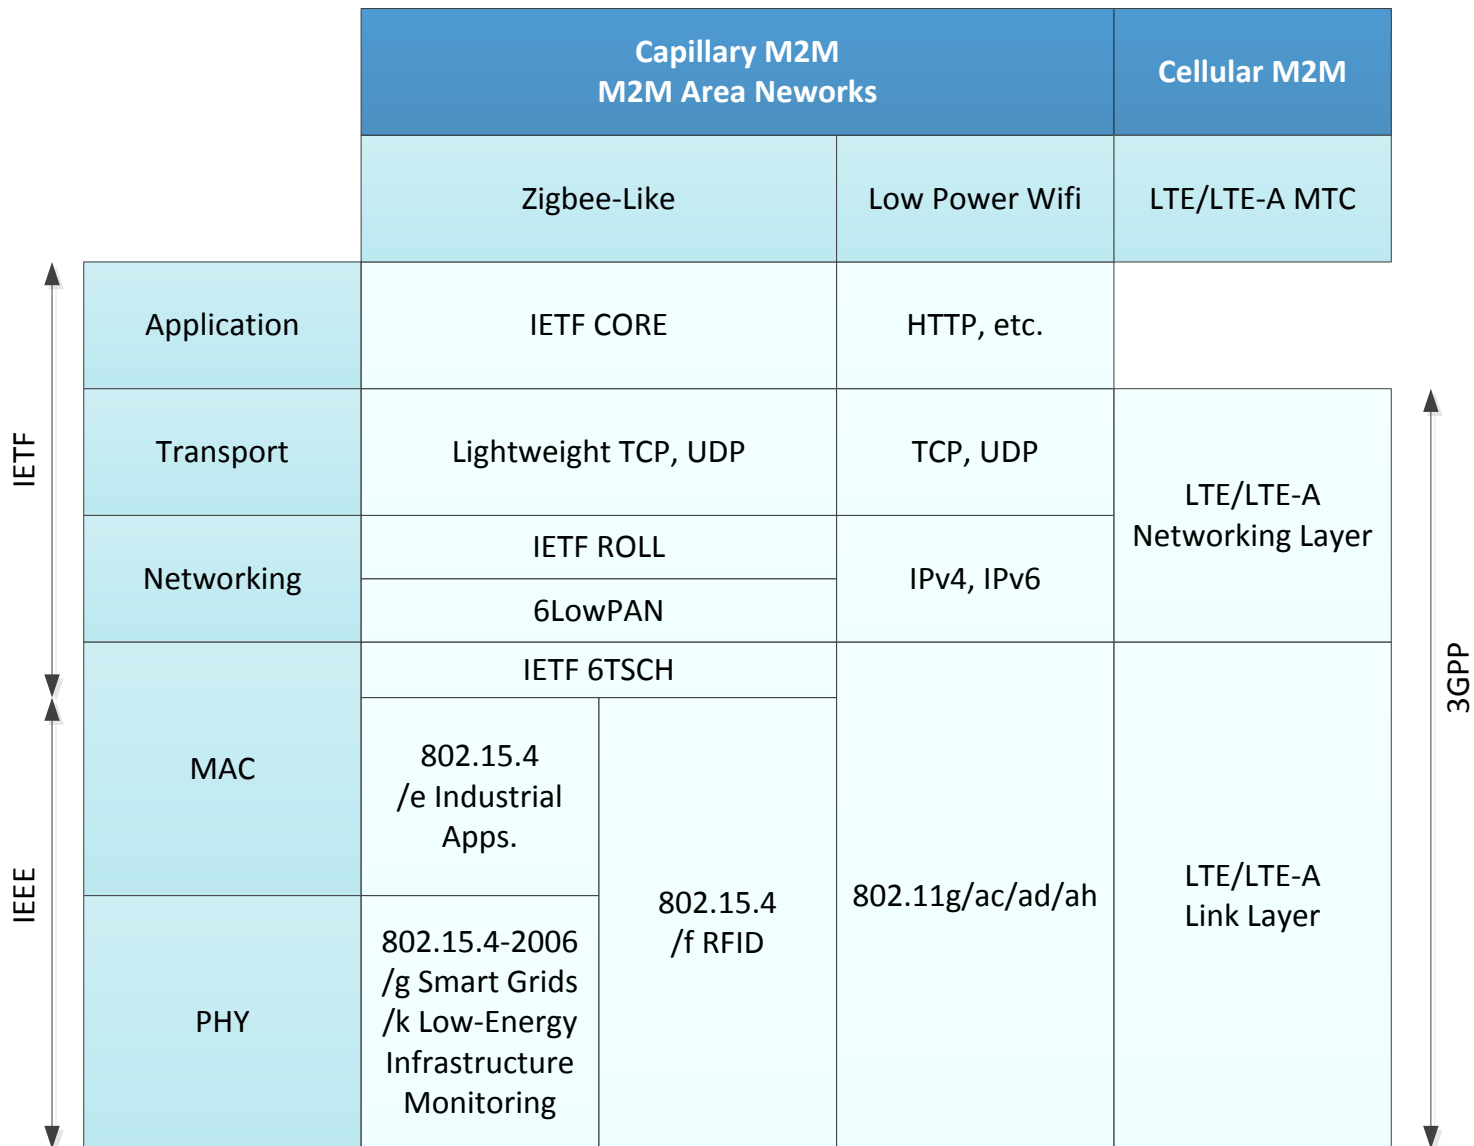 Capillary M2M
M2M Area Neworks
Cellular M2M
Zigbee-Like
Low Power Wifi
LTE/LTE-A MTC
IETF
Application
IETF CORE
HTTP, etc.
Transport
Lightweight TCP, UDP
TCP, UDP
LTE/LTE-A
Networking Layer
Networking
IETF ROLL
6LowPAN
IPv4, IPv6
3GPP
IEEE
MAC
IETF 6TSCH
802.15.4
/e Industrial
Apps.
802.15.4
/f RFID
802.11g/ac/ad/ah
LTE/LTE-A
Link Layer
PHY
802.15.4-2006
/g Smart Grids
/k Low-Energy
Infrastructure
Monitoring